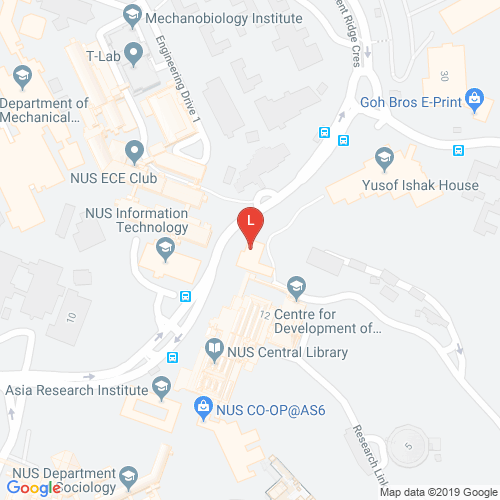 Mechanobiology Institute
ent Ridge Cres
T-Lab
Engineering Drive 1
30
Goh Bros E-Print
Department of
Mechanical...
NUS ECE Club
Yusof Ishak House
NUS Information
Technology
L
10
12
Centre for
Development of...
NUS Central Library
Asia Research Institute
NUS CO-OP@AS6
Research Link
5
NUS Department
Sociology
Google
Map data ©2019 Google